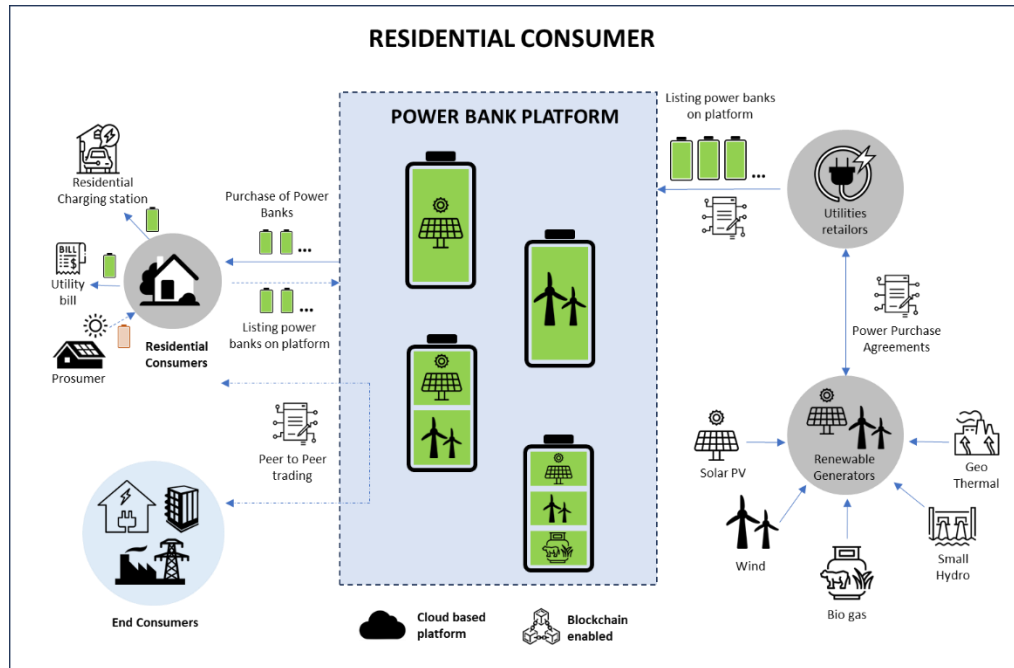 RESIDENTIAL CONSUMER
POWER BANK PLATFORM
Listing power banks
on platform
...
Utilities
retailors
Residential
Charging station
Purchase of Power
Banks
...
BILL
$
Utility
bill
...
Listing power
banks on platform
Prosumer
Residential
Consumers
Power Purchase
Agreements
Peer to Peer
trading
Solar PV
Renewable
Generators
Geo
Thermal
Wind
Small
Hydro
Bio gas
End Consumers
Cloud based
platform
Blockchain
enabled